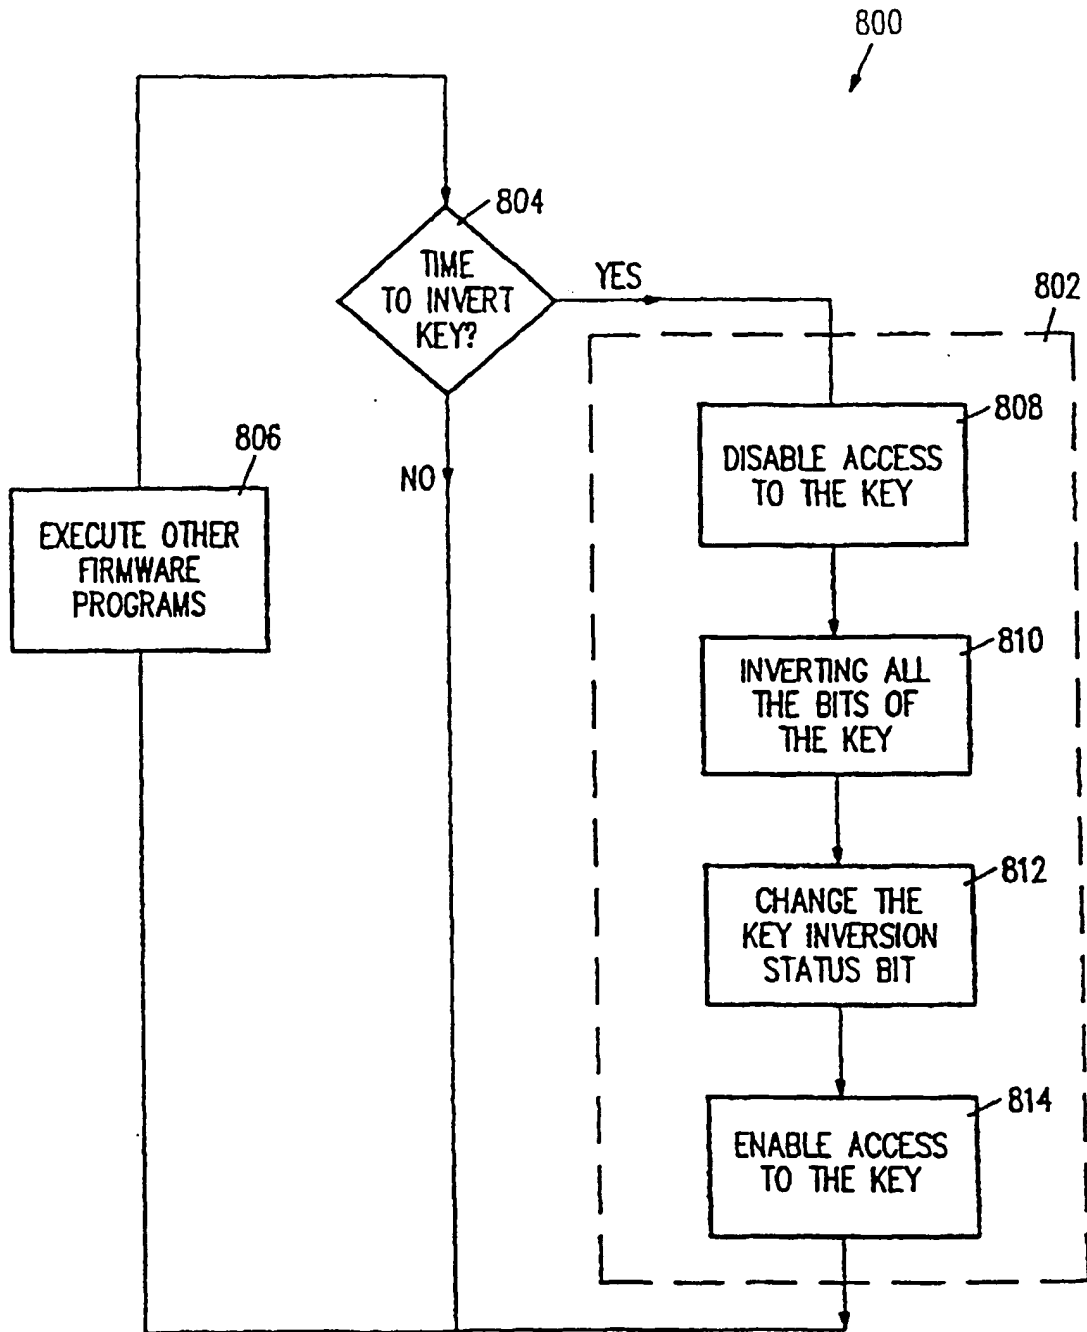 800
804
TIME
TO INVERT
KEY?
YES
802
808
DISABLE ACCESS
TO THE KEY
806
NO
EXECUTE OTHER
FIRMWARE
PROGRAMS
810
INVERTING ALL
THE BITS OF
THE KEY
812
CHANGE THE
KEY INVERSION
STATUS BIT
814
ENABLE ACCESS
TO THE KEY